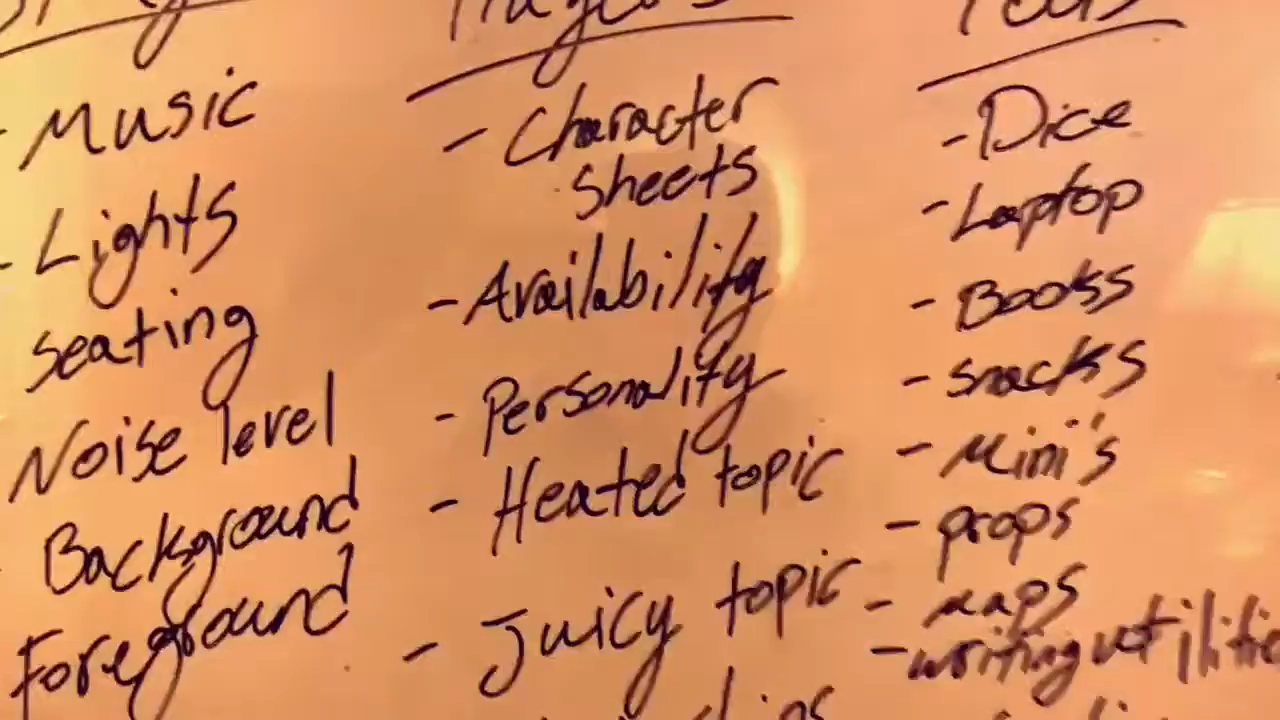 Players
- Music
- Lights
seating
Noise level
Background
Foreground
- Character
sheets
- Availability
- Personality
- Heated topic
- Juicy topic
- Dice
- Laptop
- Books
- snacks
- Mini's
- props
- maps
- writing